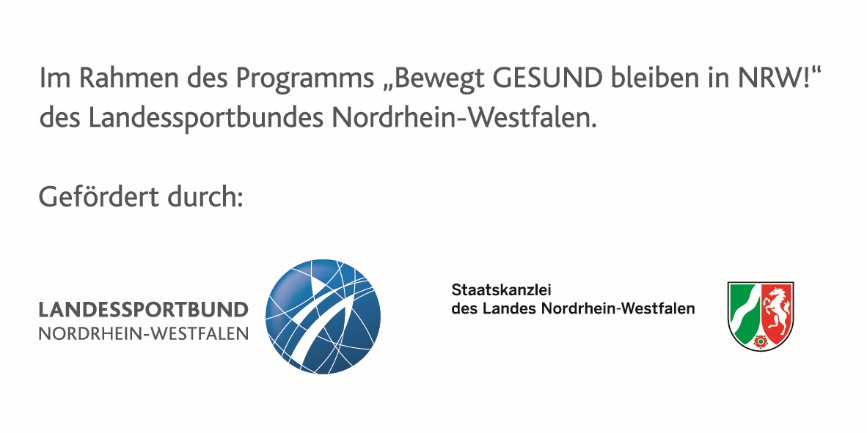 Im Rahmen des Programms „Bewegt GESUND bleiben in NRW!“
des Landessportbundes Nordrhein-Westfalen.
Gefördert durch:
LANDESSPORTBUND
NORDRHEIN-WESTFALEN
Staatskanzlei
des Landes Nordrhein-Westfalen